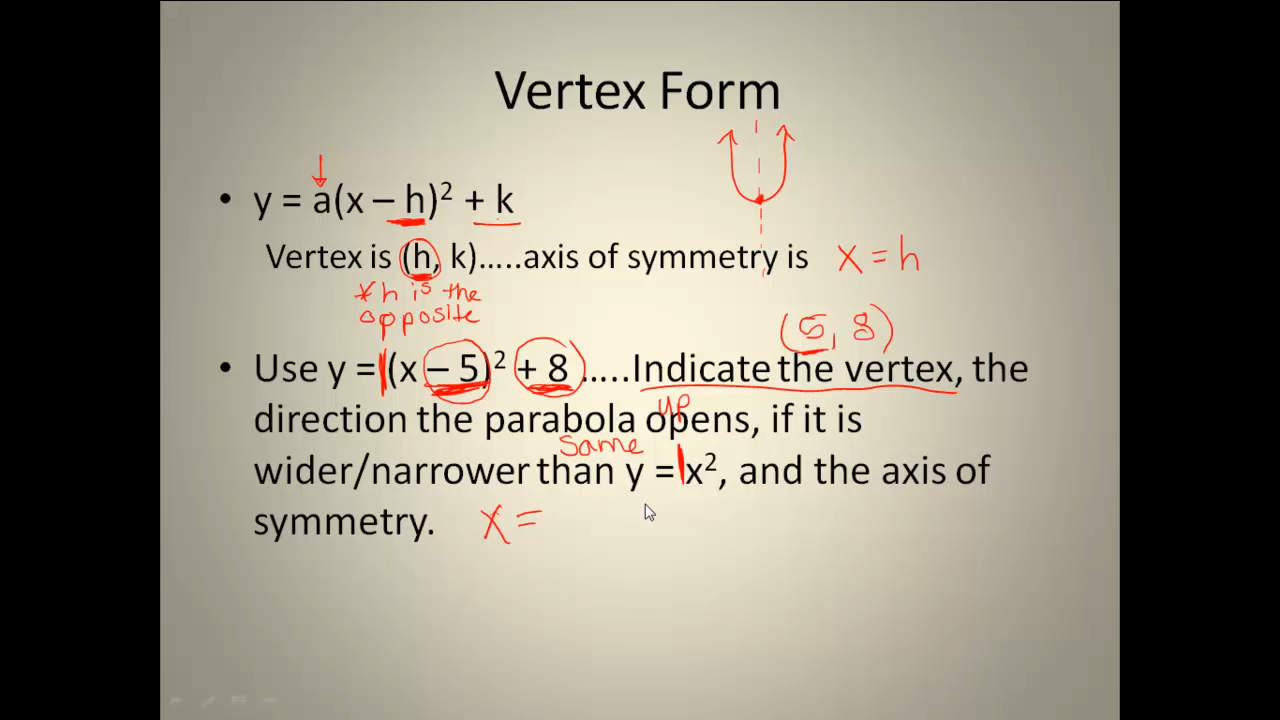 Vertex Form
• y = a(x – h)² + k
Vertex is (h, k)…..axis of symmetry is x = h
*h is the
opposite
(5, 8)
• Use y = 1(x – 5)² + 8…..Indicate the vertex, the
up
direction the parabola opens, if it is
same
wider/narrower than y = 1x², and the axis of
symmetry. x =